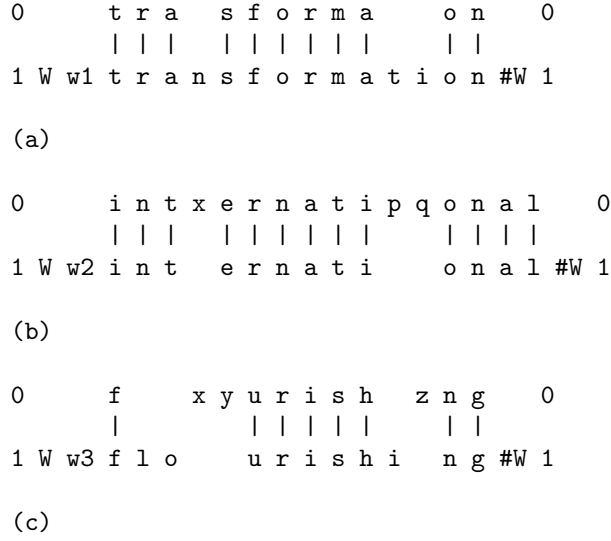 0 t r a s f o r m a o n 0
| | | | | | | | | | |
1 W w1 t r a n s f o r m a t i o n #W 1
(a)
0 i n t x e r n a t i p q o n a l 0
| | | | | | | | | | | | |
1 W w2 i n t e r n a t i o n a l #W 1
(b)
0 f x y u r i s h z n g 0
| | | | | | | |
1 W w3 f l o u r i s h i n g #W 1
(c)